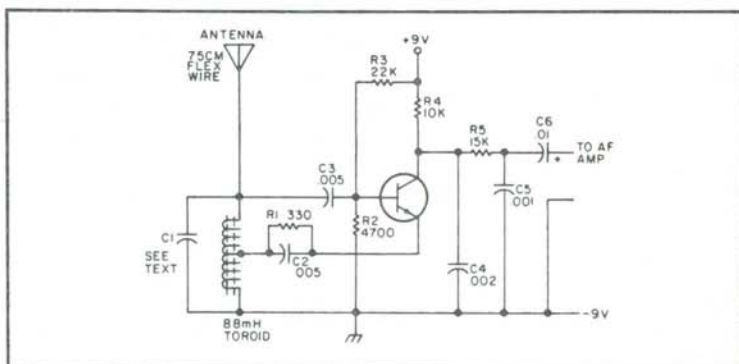 ANTENNA
75CM
FLEX
WIRE
+9V
R3
22K
R4
10K
R5
15K
C6
.01
+
TO AF
AMP
C3
.005
C5
.001
R1 330
R2
4700
C1
SEE
TEXT
C2
.005
C4
.002
88mH
TOROID
-9V